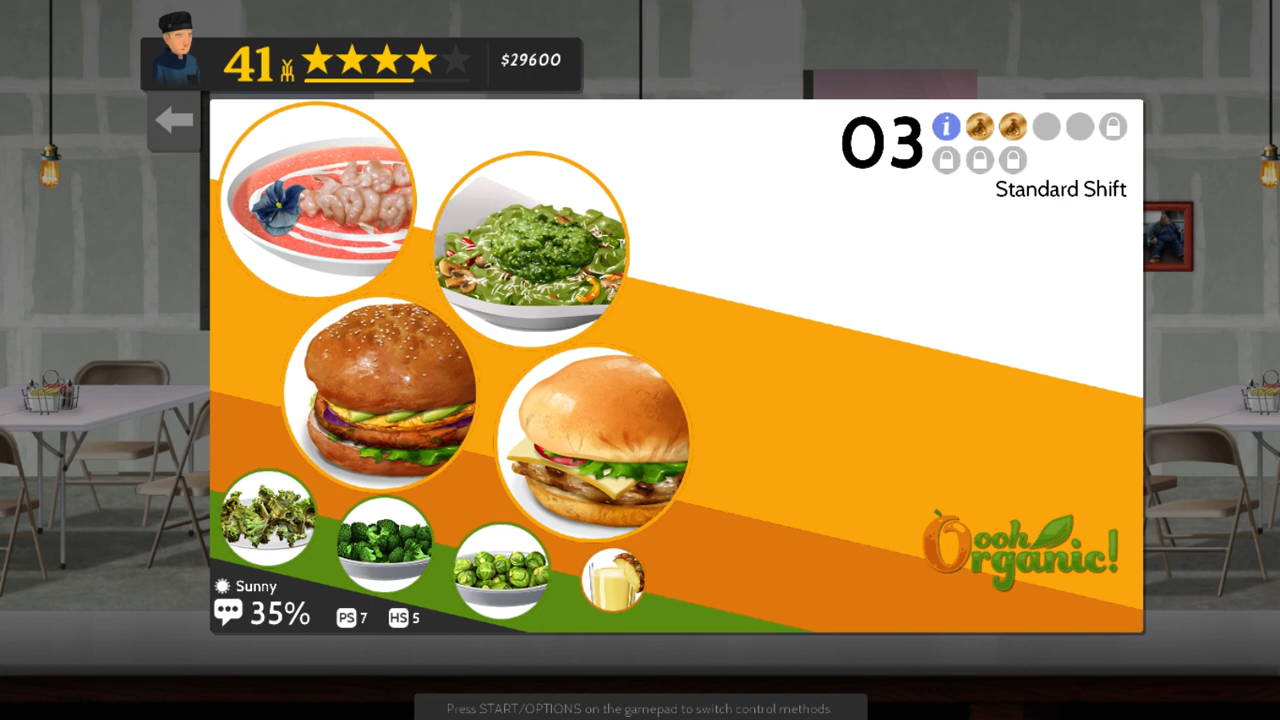 41 $29600
03
Standard Shift
Oooh
Organic!
Sunny
35% PS 7 HS 5
Press START/OPTIONS on the gamepad to switch control methods.